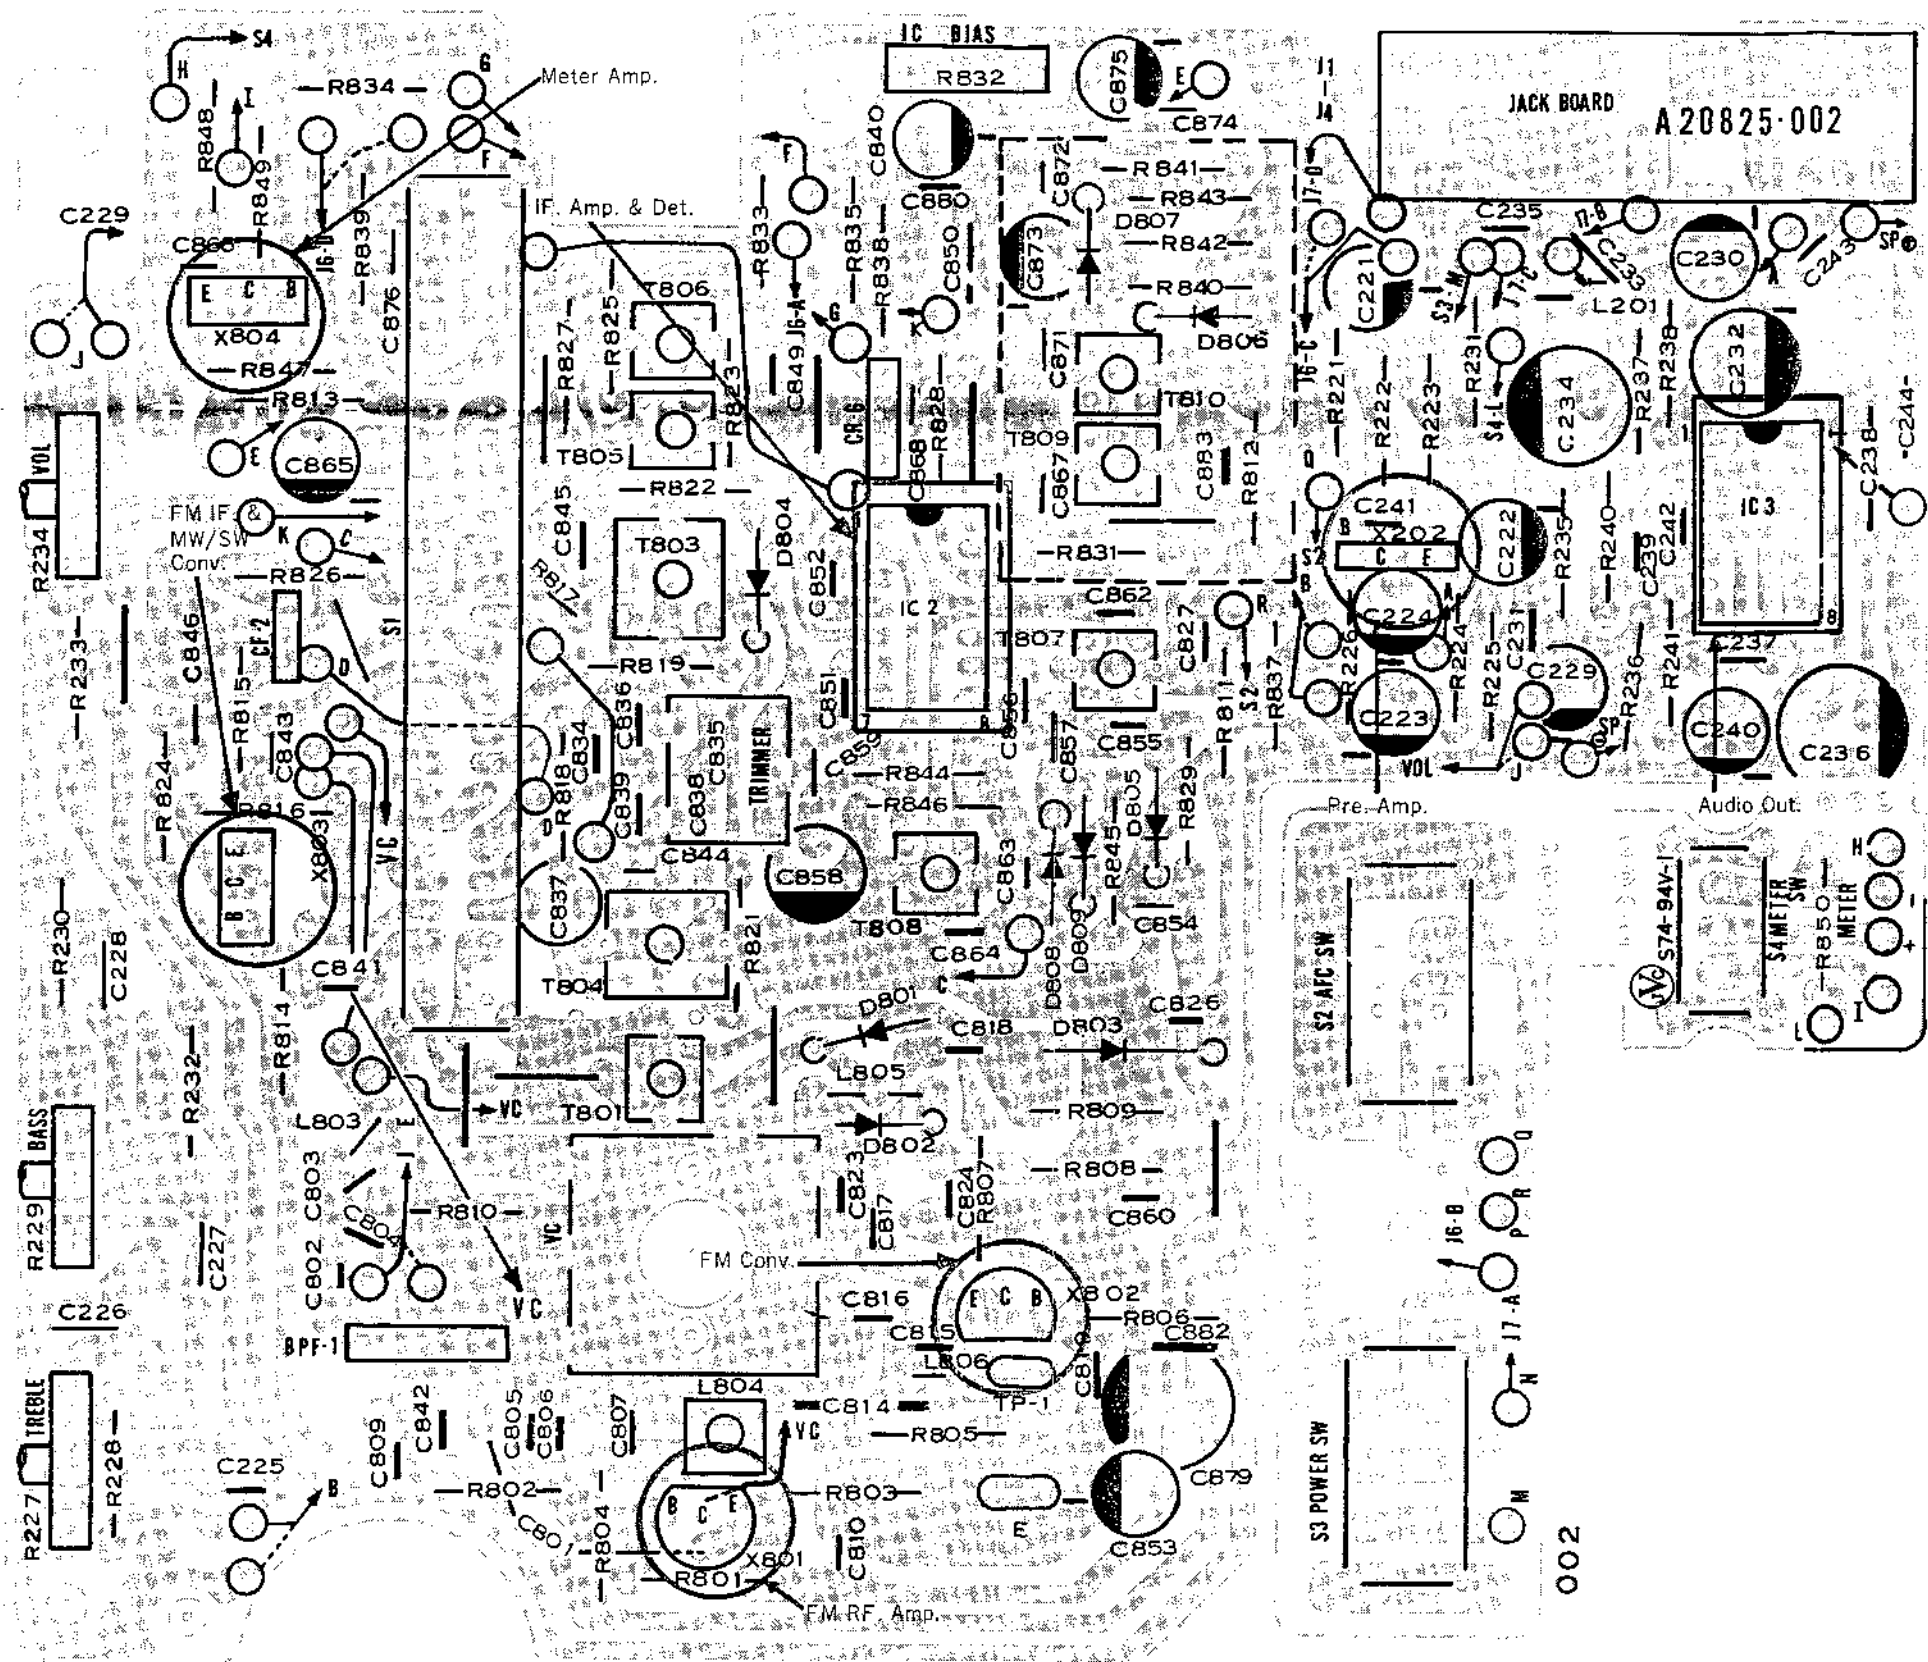 S4
H
R848
I
R834
G
F
Meter Amp.
IC BIAS
R832
C875
E
C874
J1
J4
JACK BOARD
A20825-002
C840
F
C880
C872
R841
R843
D807
R842
R840
D806
C873
J7-D
C229
C868
R849
J6-D
R839
C876
E C B
X804
R847
R813
L
IF. Amp. & Det.
R833
R835
R838
C850
K
J6-A
G
T806
R825
R827
R823
C849
T805
R822
C868
R828
C871
T810
T809
C867
C883
R812
R831
J6-C
C221
R221
R222
R223
C235
S3-M
J7-C
C233
L201
R231
S4-L
C234
R237
R238
C230
C232
A
C243
SP
C238
C244
IC 3
8
VOL
R234
E
C865
FM IF. &
MW/SW
Conv.
K
C
R826
CF-2
S1
D
C845
R817
T803
D804
C852
IC 2
7
8
C241
X202
B C E
C222
C224
A
D
S2
B
R235
R240
C239
C242
R233
C846
R815
C843
R824
R816
X803
E
C
B
VC
R819
C836
C834
R818
C839
C838
C835
TRIMMER
C851
C859
R844
R846
C844
C837
C858
T807
C862
C827
R
S2
R811
R837
C856
C857
C855
D805
R829
R845
R226
C223
R224
R225
C231
C229
R236
R241
C237
C240
C236
VOL
J
SP
Pre. Amp.
Audio Out.
R230
C228
C841
R814
R232
T804
R821
T808
C863
C864
C
D808
D809
C854
D801
C818
D803
C826
L805
D802
T801
R809
R808
C860
S2 AFC SW
S74-94V-1
S4 METER
SW
METER
R850
H
-
+
I
L
BASS
R229
L803
E
VC
C803
C802
R810
C227
VC
VC
C823
C817
C824
R807
FM Conv.
E C B
X802
C816
C815
R806
C882
L806
TP-1
C226
BPF-1
TREBLE
R227
R228
C225
B
C809
C842
C805
C806
C807
L804
VC
C814
R805
R802
C801
R804
R803
B C E
X801
R801
C810
E
C879
C853
FM RF. Amp.
Q
R
P
J6-B
J7-A
N
M
S3 POWER SW
002